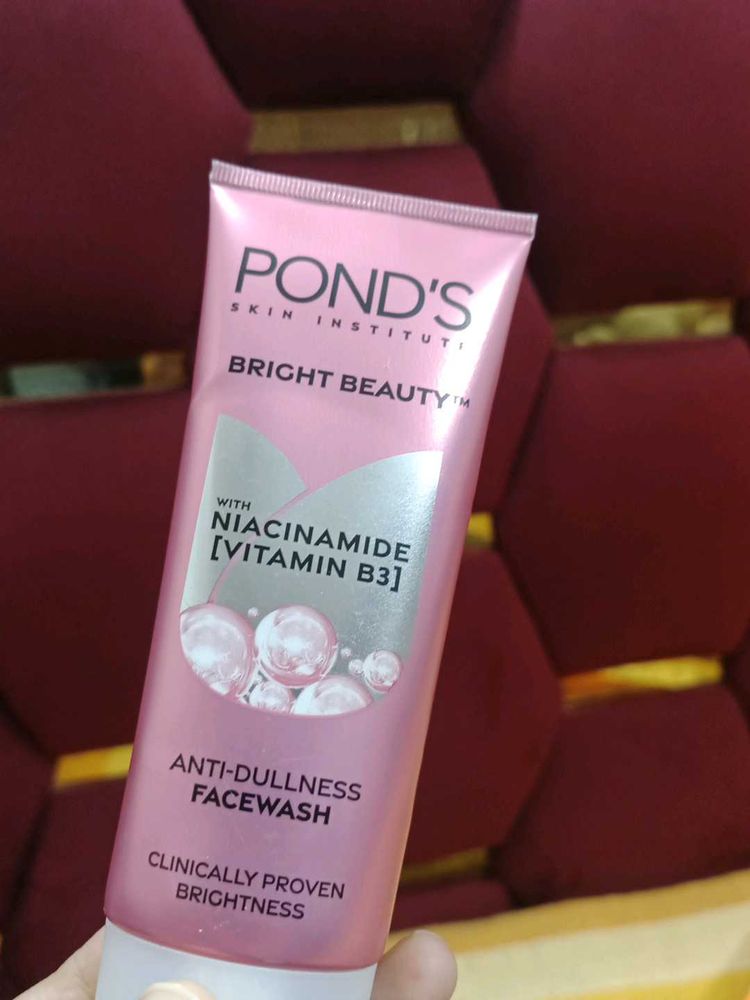 POND'S
SKIN INSTITUTE
BRIGHT BEAUTY™
WITH
NIACINAMIDE
[VITAMIN B3]
ANTI-DULLNESS
FACEWASH
CLINICALLY PROVEN
BRIGHTNESS